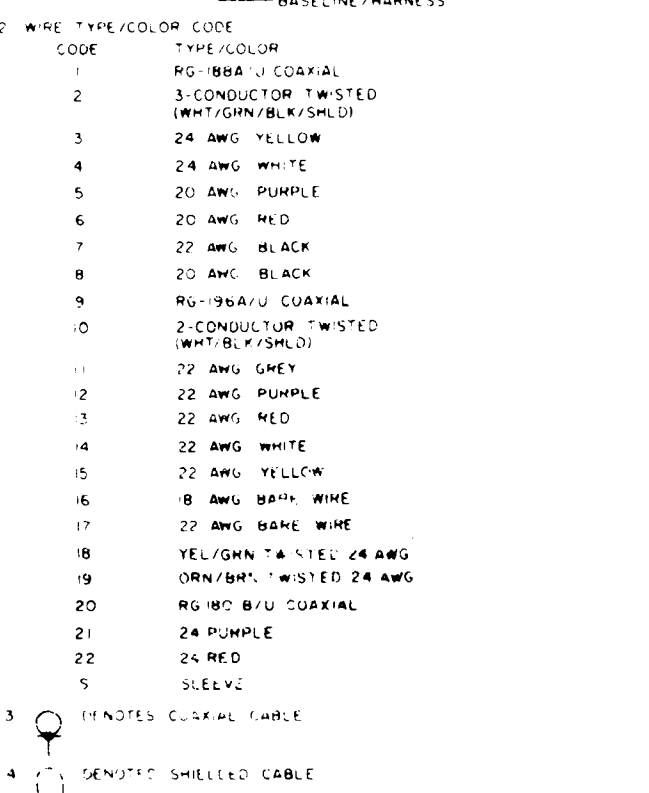 BASELINE/HARNESS
2 WIRE TYPE/COLOR CODE
CODE TYPE/COLOR
1 RG-188A/U COAXIAL
2 3-CONDUCTOR TWISTED
(WHT/GRN/BLK/SHLD)
3 24 AWG YELLOW
4 24 AWG WHITE
5 20 AWG PURPLE
6 20 AWG RED
7 22 AWG BLACK
8 20 AWG BLACK
9 RG-196A/U COAXIAL
10 2-CONDUCTOR TWISTED
(WHT/BLK/SHLD)
11 22 AWG GREY
12 22 AWG PURPLE
13 22 AWG RED
14 22 AWG WHITE
15 22 AWG YELLOW
16 18 AWG BARE WIRE
17 22 AWG BARE WIRE
18 YEL/GRN TWISTED 24 AWG
19 ORN/BRN TWISTED 24 AWG
20 RG 180 B/U COAXIAL
21 24 PURPLE
22 24 RED
S SLEEVE
3 DENOTES COAXIAL CABLE
4 DENOTES SHIELDED CABLE